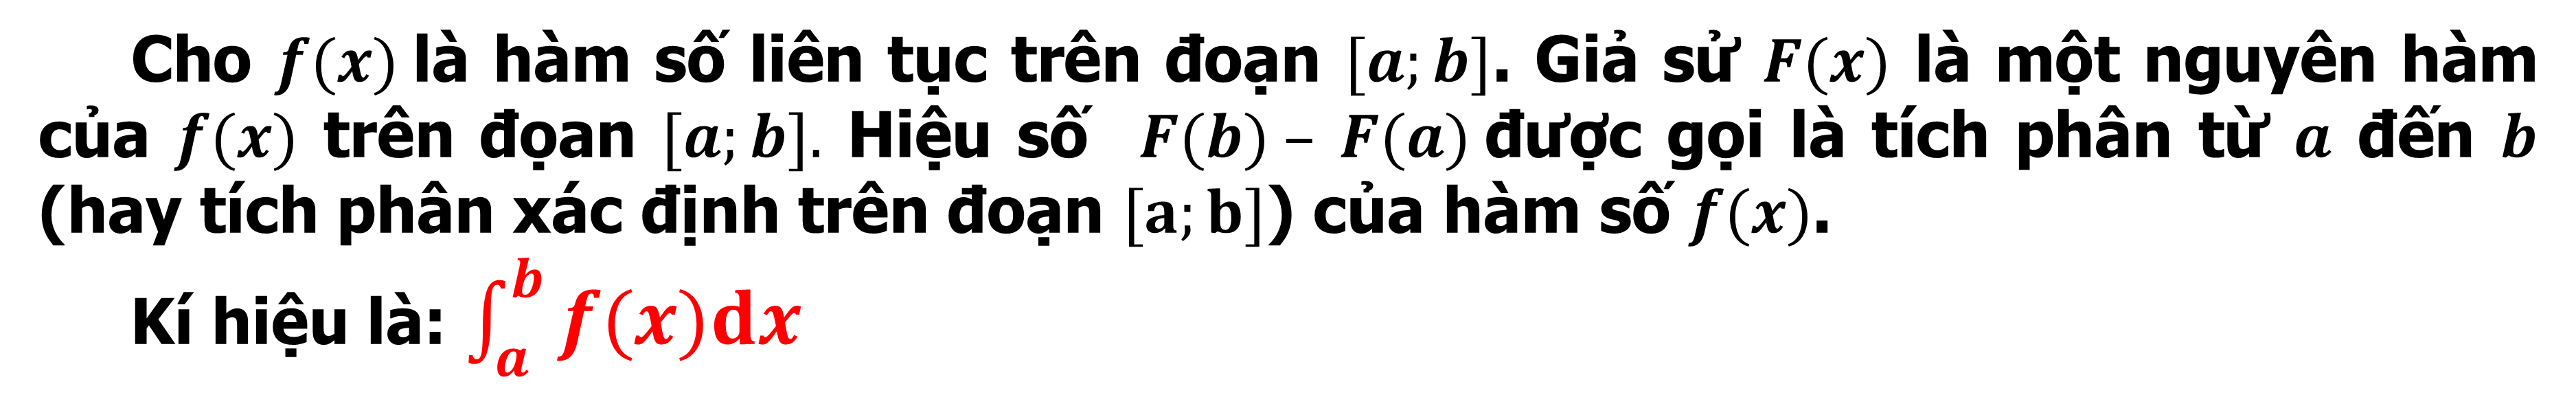 Cho f(x) là hàm số liên tục trên đoạn [a; b]. Giả sử F(x) là một nguyên hàm
của f(x) trên đọan [a; b]. Hiệu số F(b) − F(a) được gọi là tích phân từ a đến b
(hay tích phân xác định trên đoạn [a; b]) của hàm số f(x).
Kí hiệu là: ∫ₐᵇ f(x)dx